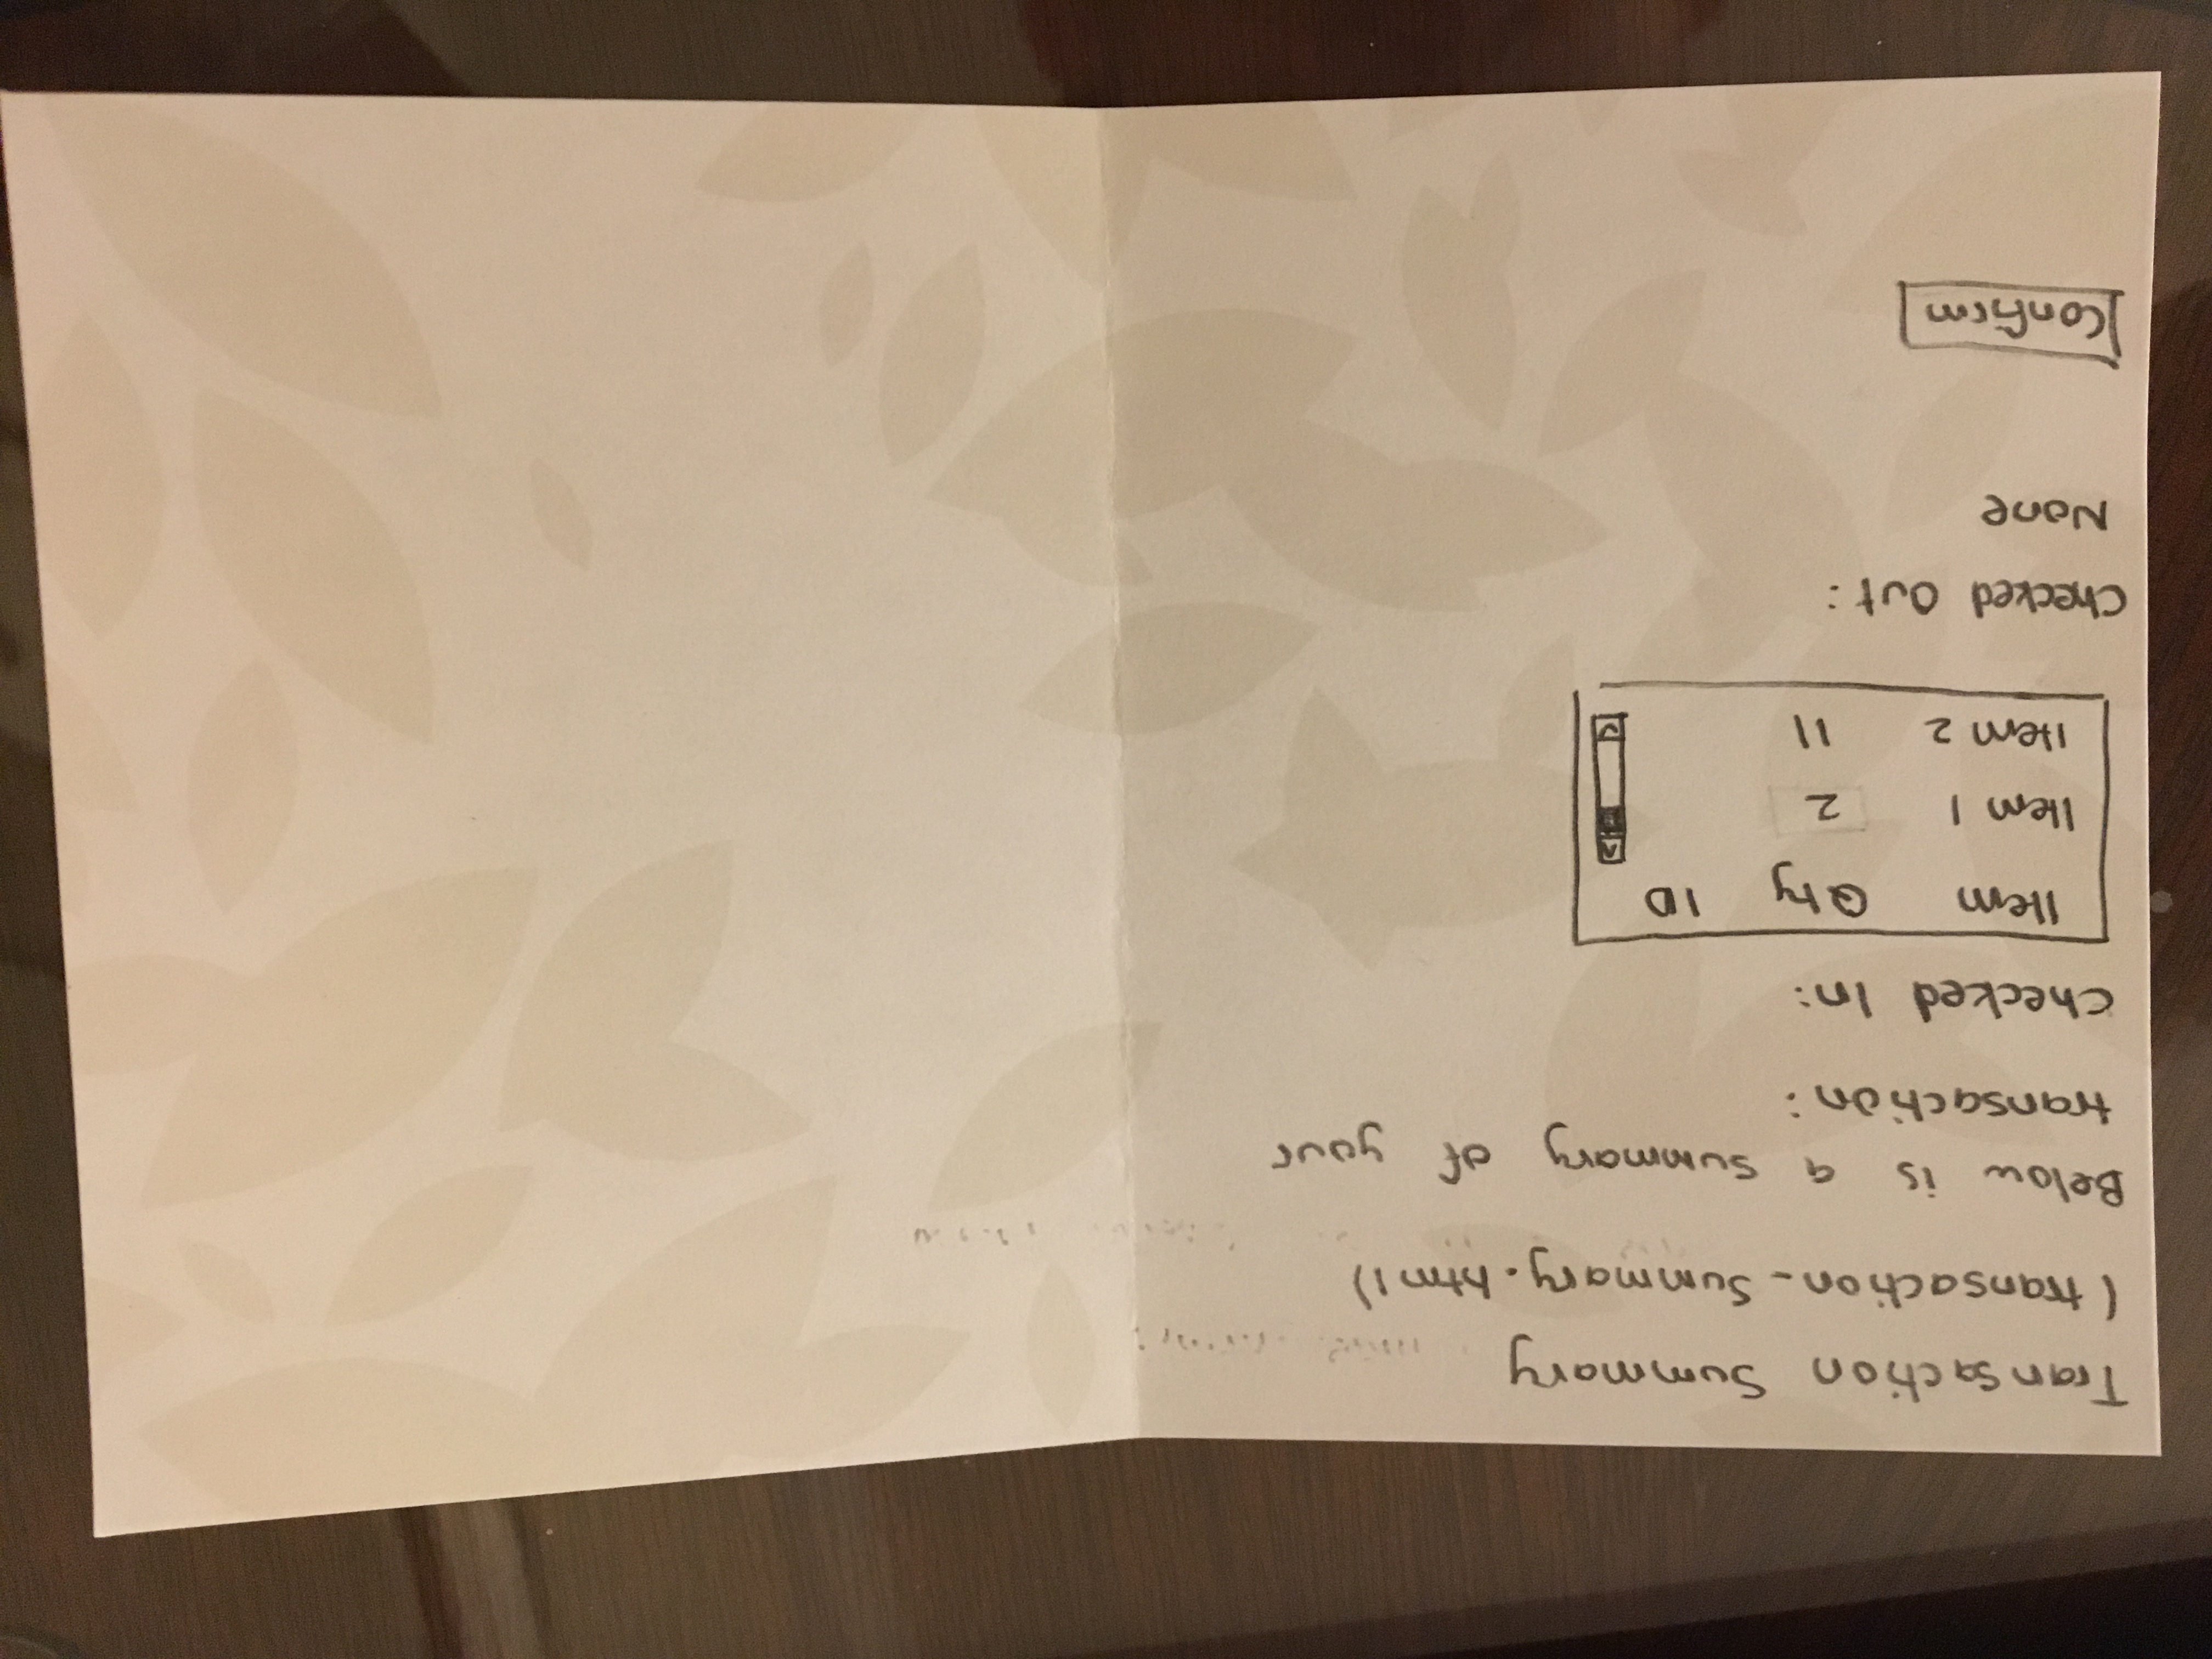 Transaction Summary
(transaction_summary.html)
Below is a summary of your
transaction:
Checked In:
Item Qty ID
Item 1 2
Item 2 11
Checked Out:
None
Confirm